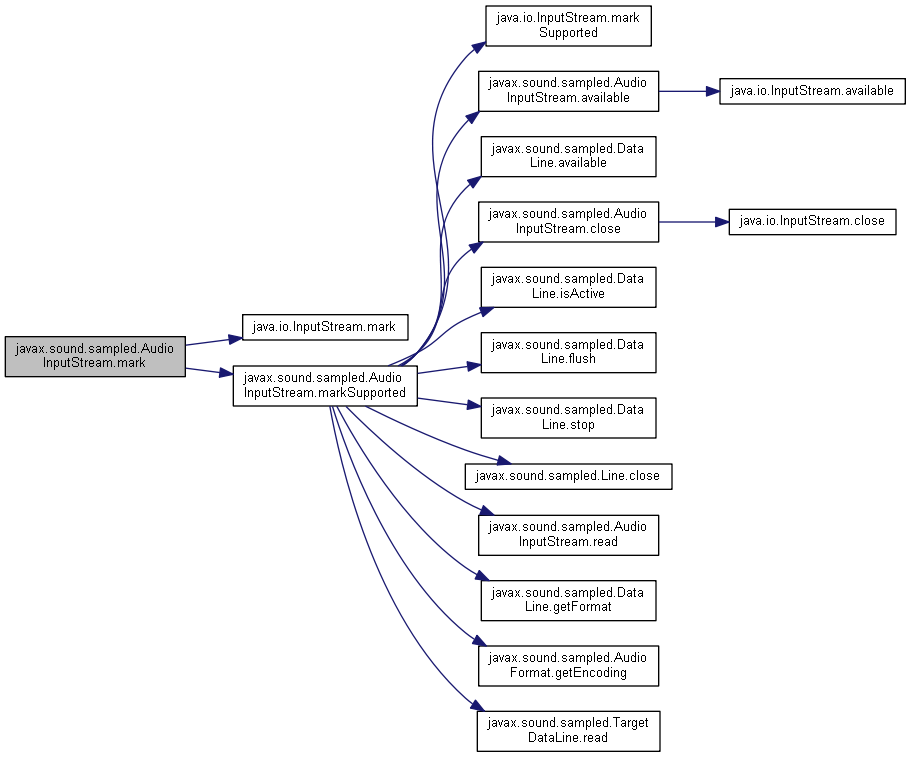 javax.sound.sampled.Audio
InputStream.mark
java.io.InputStream.mark
javax.sound.sampled.Audio
InputStream.markSupported
java.io.InputStream.mark
Supported
javax.sound.sampled.Audio
InputStream.available
java.io.InputStream.available
javax.sound.sampled.Data
Line.available
javax.sound.sampled.Audio
InputStream.close
java.io.InputStream.close
javax.sound.sampled.Data
Line.isActive
javax.sound.sampled.Data
Line.flush
javax.sound.sampled.Data
Line.stop
javax.sound.sampled.Line.close
javax.sound.sampled.Audio
InputStream.read
javax.sound.sampled.Data
Line.getFormat
javax.sound.sampled.Audio
Format.getEncoding
javax.sound.sampled.Target
DataLine.read